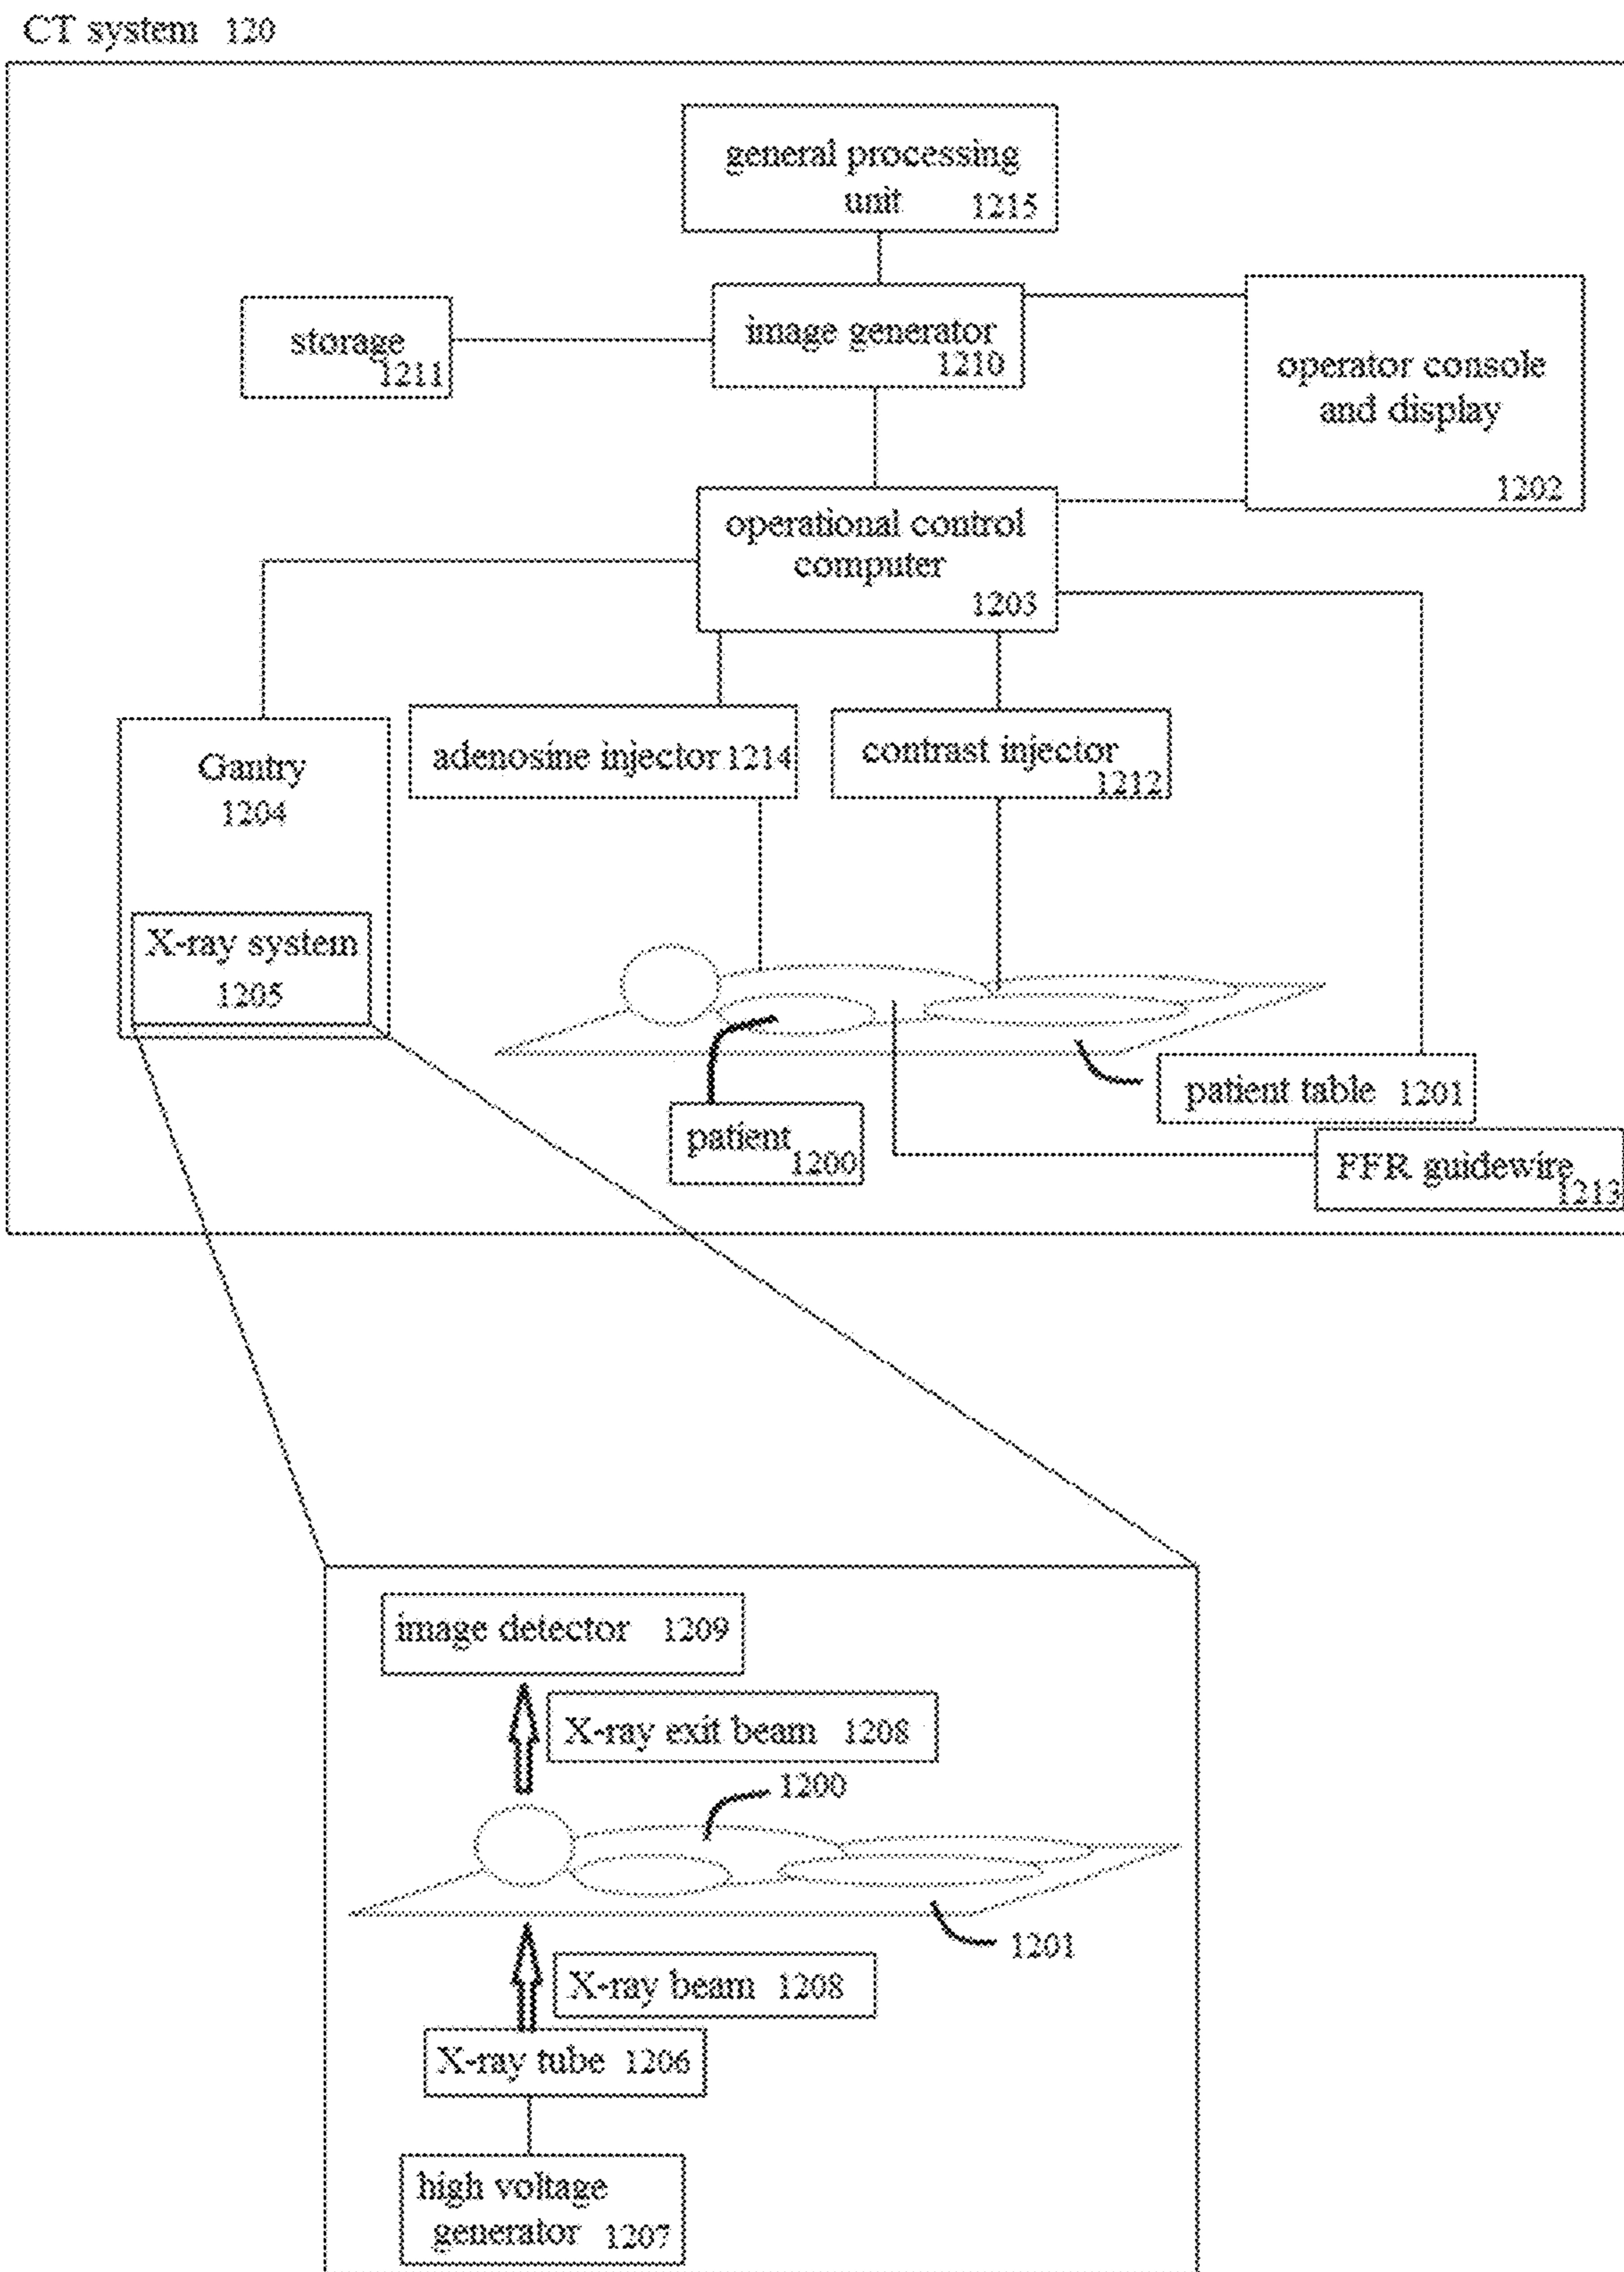 CT system 120
general processing
unit 1215
storage
1211
image generator
1210
operator console
and display
1202
operational control
computer
1203
Gantry
1204
adenosine injector 1214
contrast injector
1212
X-ray system
1205
patient table 1201
patient
1200
FFR guidewire
1213
image detector 1209
X-ray exit beam 1208
1200
1201
X-ray beam 1208
X-ray tube 1206
high voltage
generator 1207